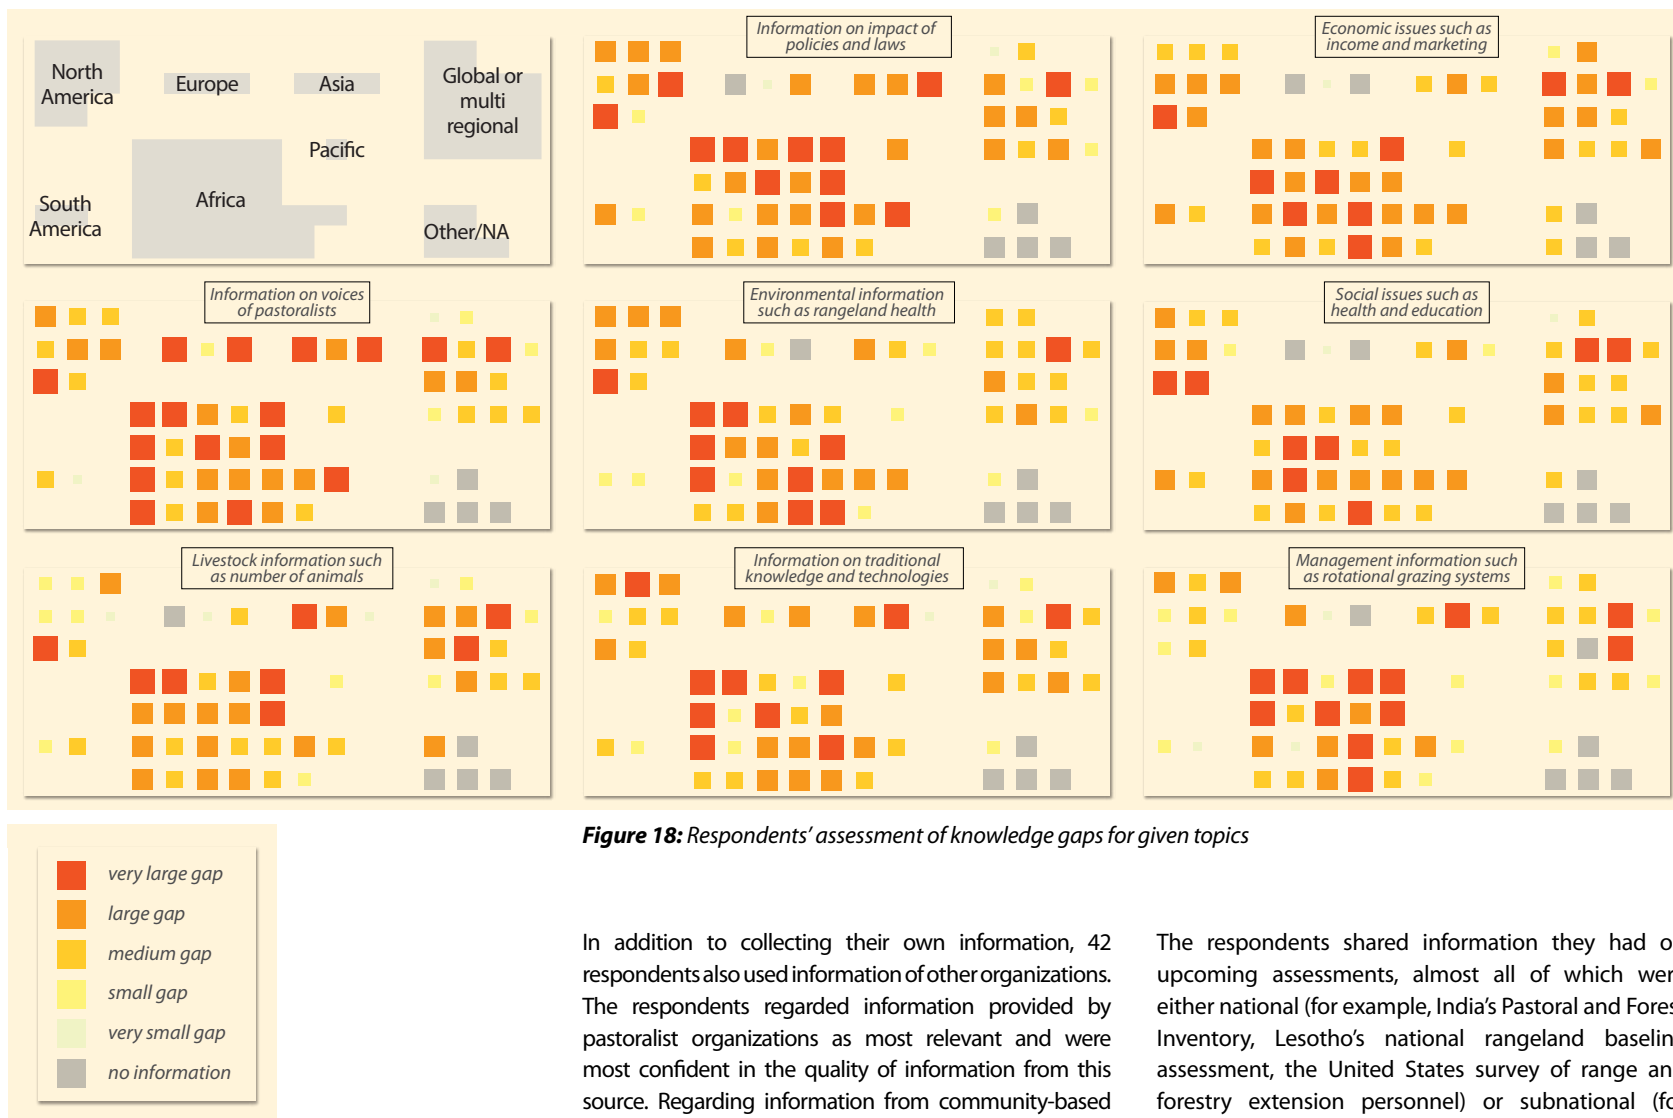 North
America
Europe
Asia
Global or
multi
regional
Pacific
Africa
South
America
Other/NA
Information on impact of
policies and laws
Economic issues such as
income and marketing
Information on voices
of pastoralists
Environmental information
such as rangeland health
Social issues such as
health and education
Livestock information such
as number of animals
Information on traditional
knowledge and technologies
Management information such
as rotational grazing systems
very large gap
large gap
medium gap
small gap
very small gap
no information
Figure 18: Respondents' assessment of knowledge gaps for given topics
In addition to collecting their own information, 42
respondents also used information of other organizations.
The respondents regarded information provided by
pastoralist organizations as most relevant and were
most confident in the quality of information from this
source. Regarding information from community-based
The respondents shared information they had o
upcoming assessments, almost all of which wer
either national (for example, India's Pastoral and Fores
Inventory, Lesotho's national rangeland baselin
assessment, the United States survey of range an
forestry extension personnel) or subnational (fo